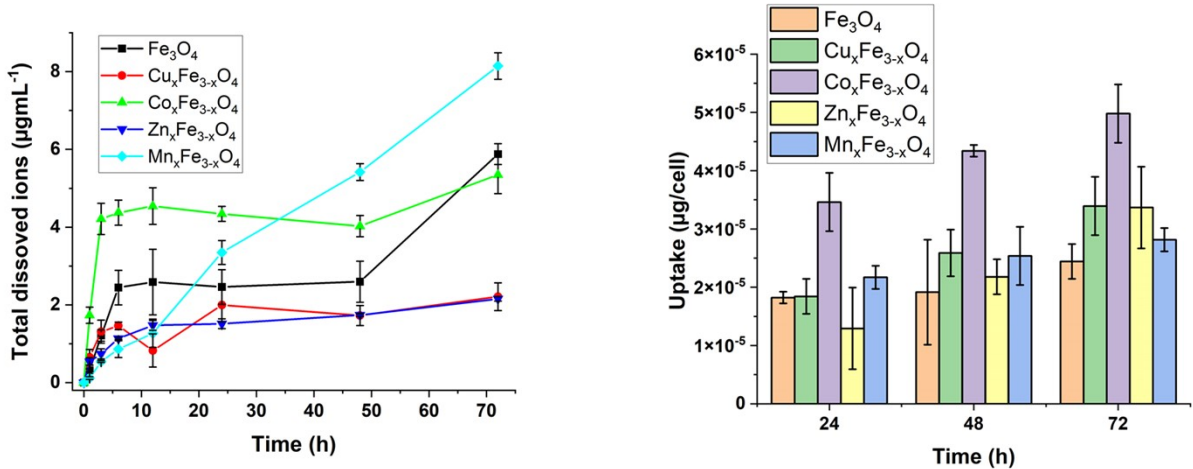 Total dissoved ions (µgmL⁻¹)
8
6
4
2
0
Fe₃O₄
CuₓFe₃₋ₓO₄
CoₓFe₃₋ₓO₄
ZnₓFe₃₋ₓO₄
MnₓFe₃₋ₓO₄
0 10 20 30 40 50 60 70
Time (h)
Uptake (µg/cell)
6×10⁻⁵
5×10⁻⁵
4×10⁻⁵
3×10⁻⁵
2×10⁻⁵
1×10⁻⁵
0
Fe₃O₄
CuₓFe₃₋ₓO₄
CoₓFe₃₋ₓO₄
ZnₓFe₃₋ₓO₄
MnₓFe₃₋ₓO₄
24 48 72
Time (h)